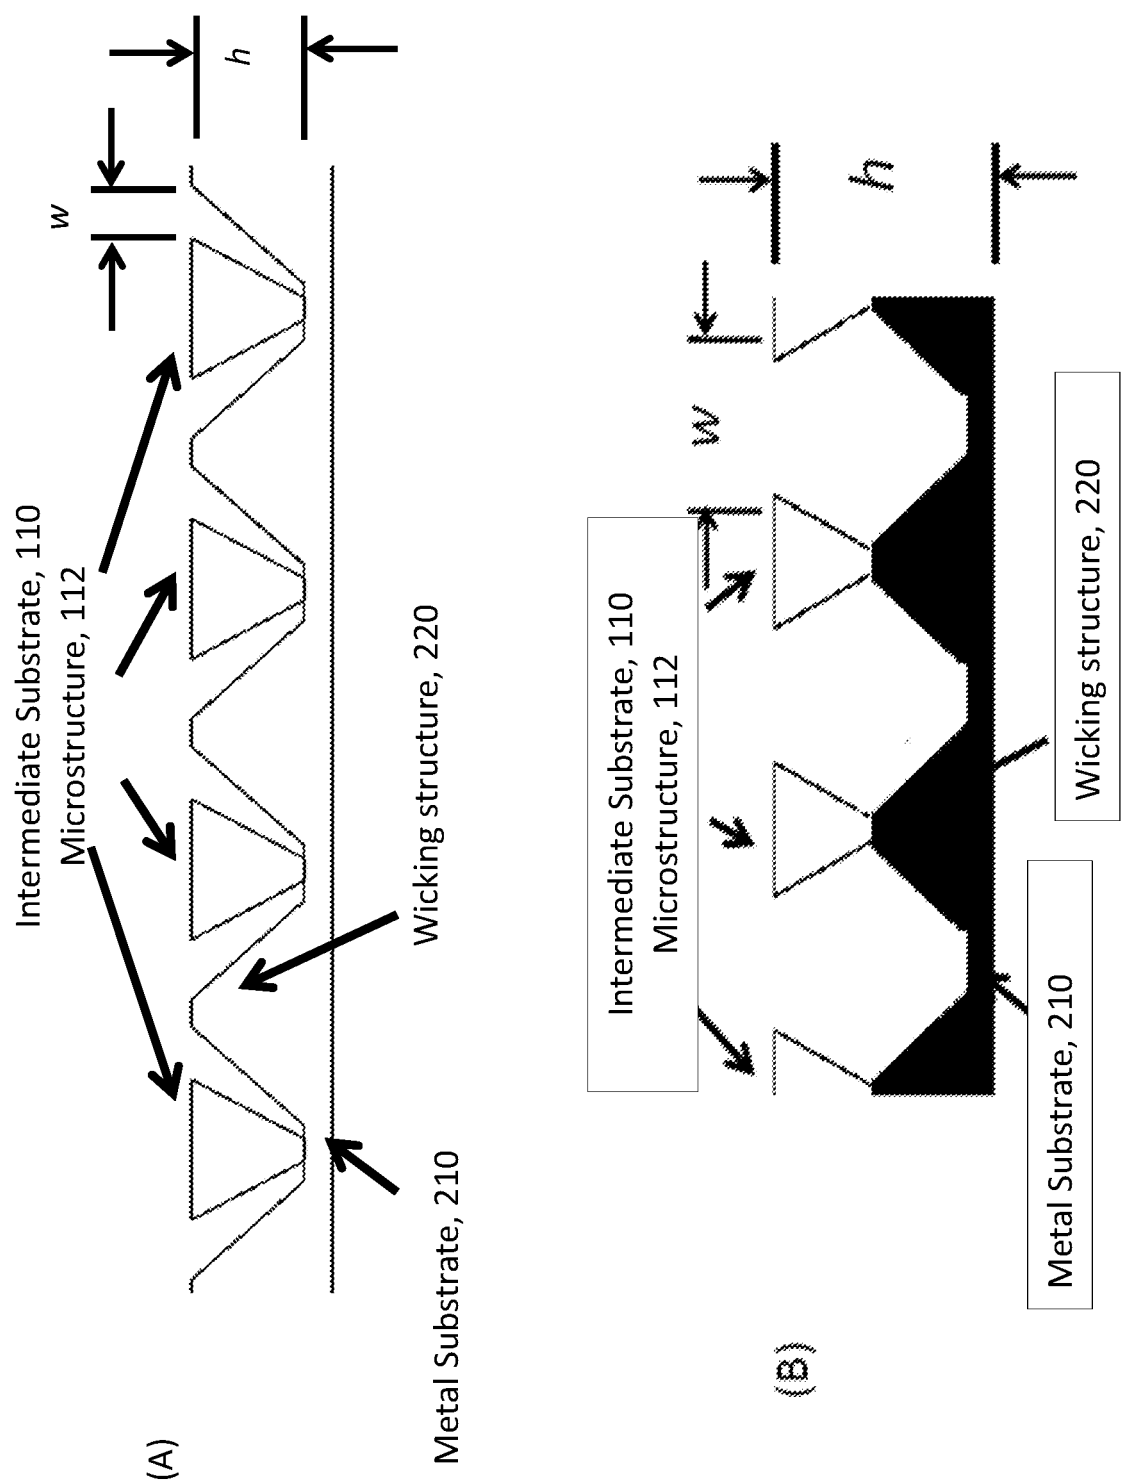 (A)
Intermediate Substrate, 110
Microstructure, 112
w
h
Wicking structure, 220
Metal Substrate, 210
(B)
Intermediate Substrate, 110
Microstructure, 112
w
h
Metal Substrate, 210
Wicking structure, 220